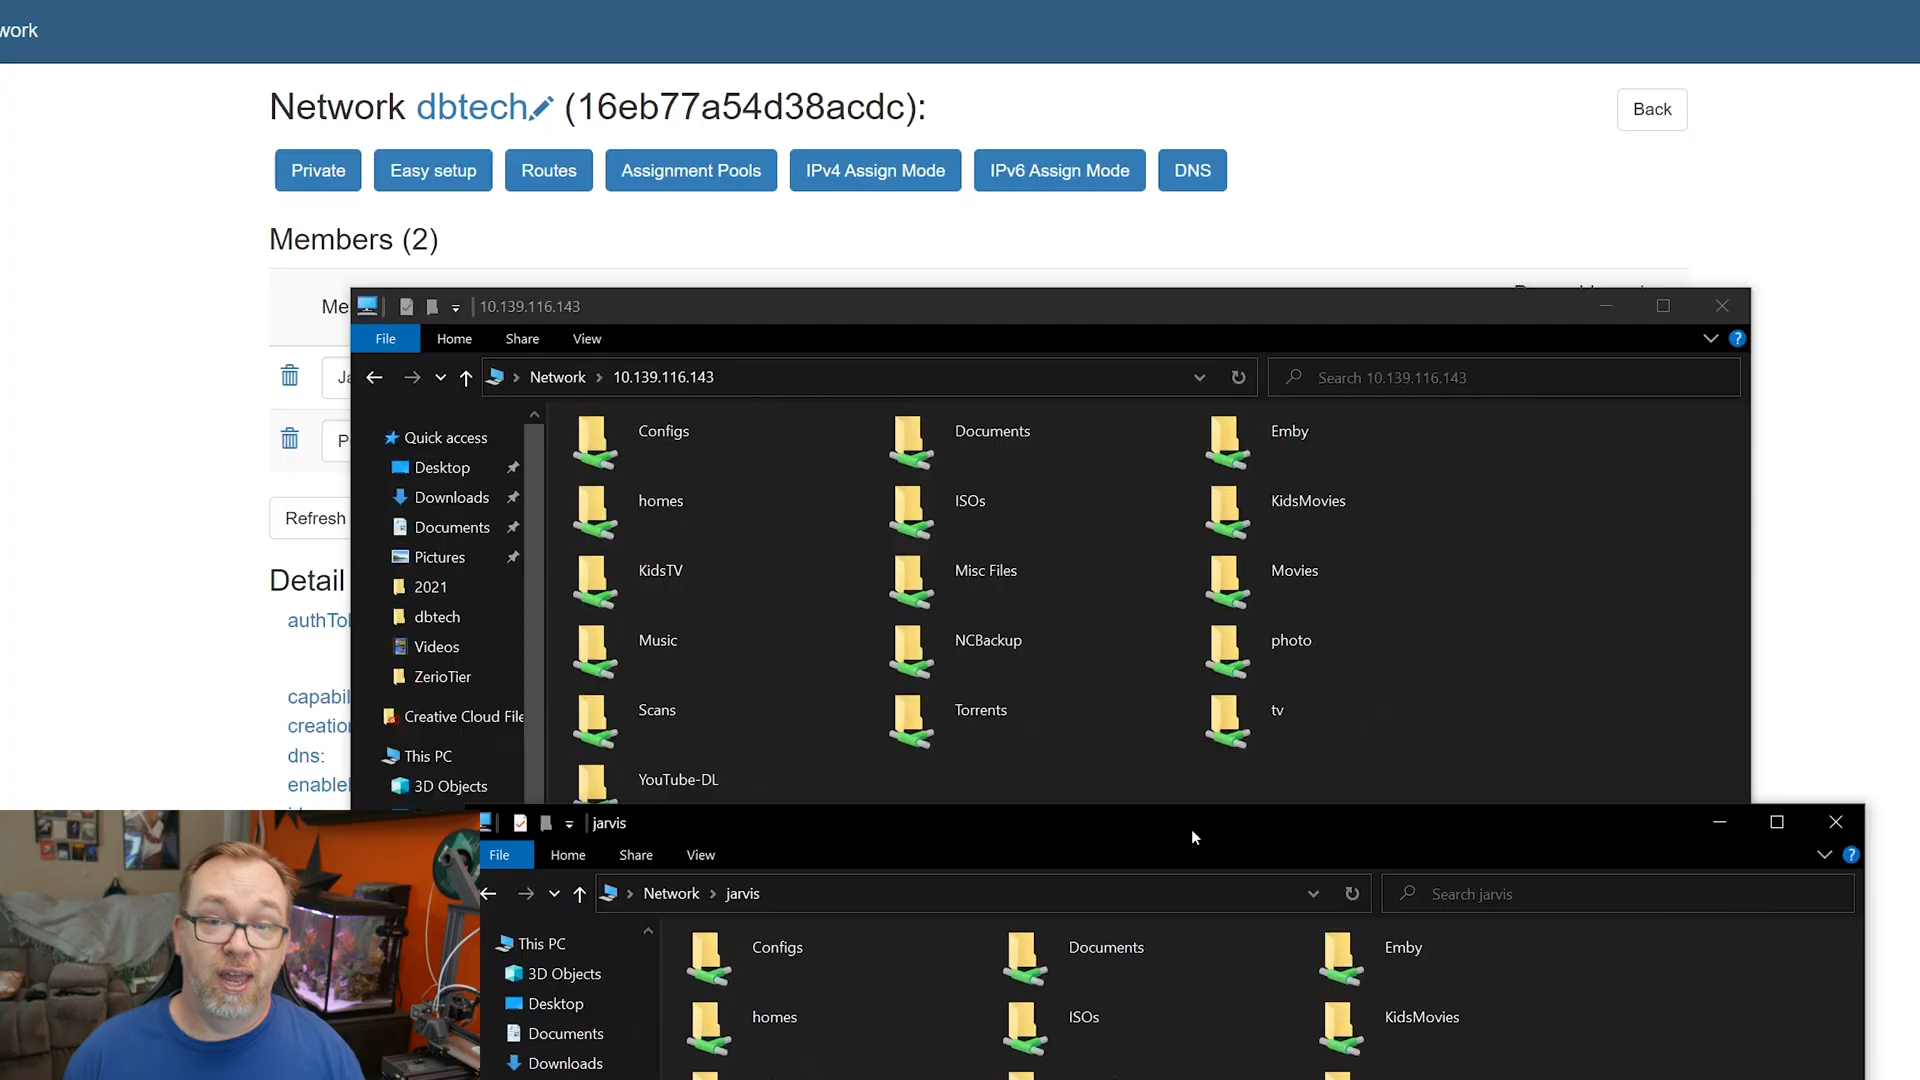 work
Network dbtech (16eb77a54d38acdc):
Back
Private Easy setup Routes Assignment Pools IPv4 Assign Mode IPv6 Assign Mode DNS
Members (2)
Me
10.139.116.143
File Home Share View
Network 10.139.116.143
Search 10.139.116.143
Quick access
Desktop
Downloads
Documents
Pictures
2021
dbtech
Videos
ZerioTier
Creative Cloud File
This PC
3D Objects
Configs Documents Emby
homes ISOs KidsMovies
KidsTV Misc Files Movies
Music NCBackup photo
Scans Torrents tv
YouTube-DL
Ja
P
Refresh
Detail
authTo
capabil
creation
dns:
enable
jarvis
File Home Share View
Network jarvis
Search jarvis
This PC
3D Objects
Desktop
Documents
Downloads
Configs Documents Emby
homes ISOs KidsMovies